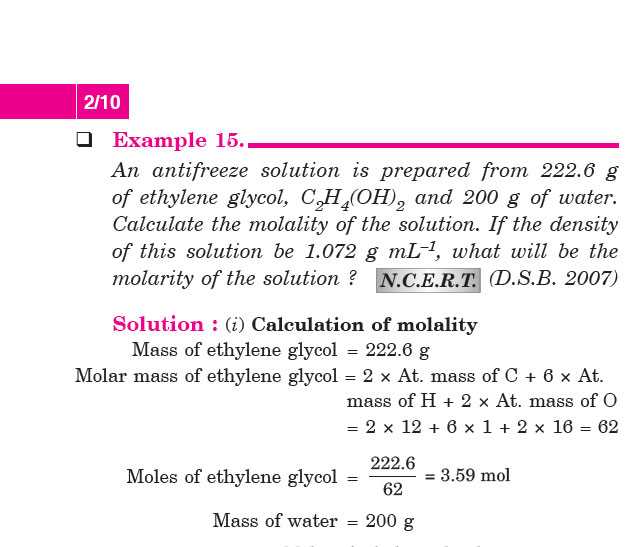 2/10
❑ Example 15.
An antifreeze solution is prepared from 222.6 g
of ethylene glycol, C₂H₄(OH)₂ and 200 g of water.
Calculate the molality of the solution. If the density
of this solution be 1.072 g mL⁻¹, what will be the
molarity of the solution ? N.C.E.R.T. (D.S.B. 2007)
Solution : (i) Calculation of molality
Mass of ethylene glycol = 222.6 g
Molar mass of ethylene glycol = 2 × At. mass of C + 6 × At.
mass of H + 2 × At. mass of O
= 2 × 12 + 6 × 1 + 2 × 16 = 62
Moles of ethylene glycol = 222.6/62 = 3.59 mol
Mass of water = 200 g